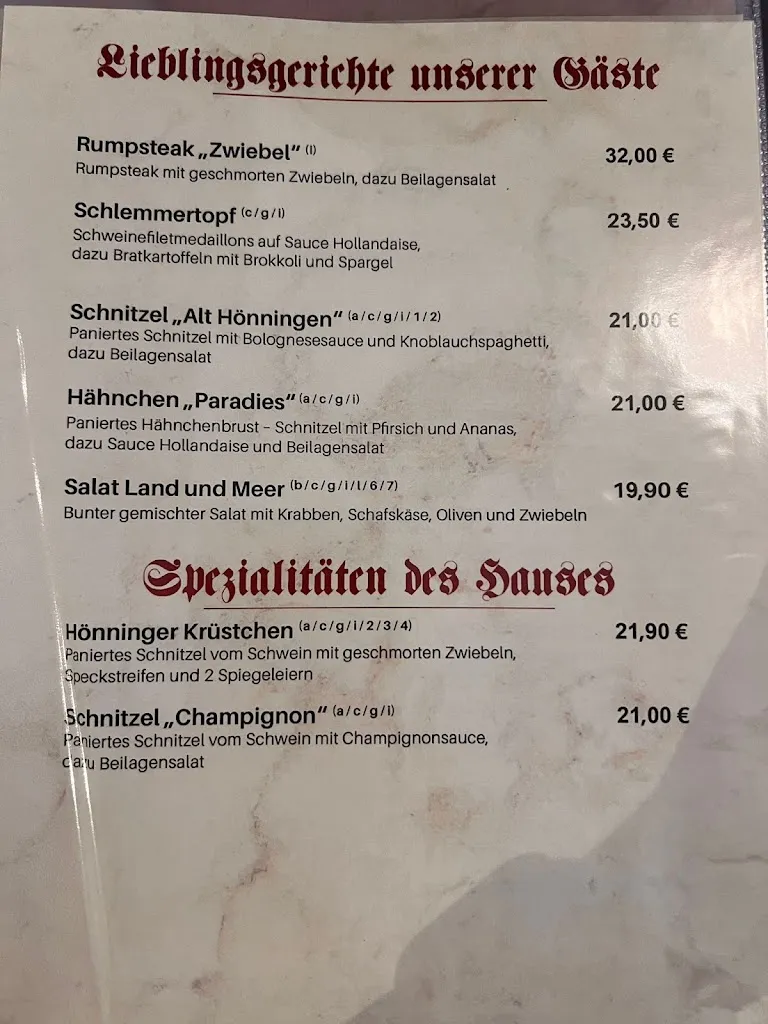 Lieblingsgerichte unserer Gäste
Rumpsteak „Zwiebel“ (l) 32,00 €
Rumpsteak mit geschmorten Zwiebeln, dazu Beilagensalat
Schlemmertopf (c/g/l) 23,50 €
Schweinefiletmedaillons auf Sauce Hollandaise,
dazu Bratkartoffeln mit Brokkoli und Spargel
Schnitzel „Alt Hönningen“ (a/c/g/i/1/2) 21,00 €
Paniertes Schnitzel mit Bolognesesauce und Knoblauchspaghetti,
dazu Beilagensalat
Hähnchen „Paradies“ (a/c/g/i) 21,00 €
Paniertes Hähnchenbrust – Schnitzel mit Pfirsich und Ananas,
dazu Sauce Hollandaise und Beilagensalat
Salat Land und Meer (b/c/g/i/l/6/7) 19,90 €
Bunter gemischter Salat mit Krabben, Schafskäse, Oliven und Zwiebeln
Spezialitäten des Hauses
Hönninger Krüstchen (a/c/g/i/2/3/4) 21,90 €
Paniertes Schnitzel vom Schwein mit geschmorten Zwiebeln,
Speckstreifen und 2 Spiegeleiern
Schnitzel „Champignon“ (a/c/g/i) 21,00 €
Paniertes Schnitzel vom Schwein mit Champignonsauce,
dazu Beilagensalat